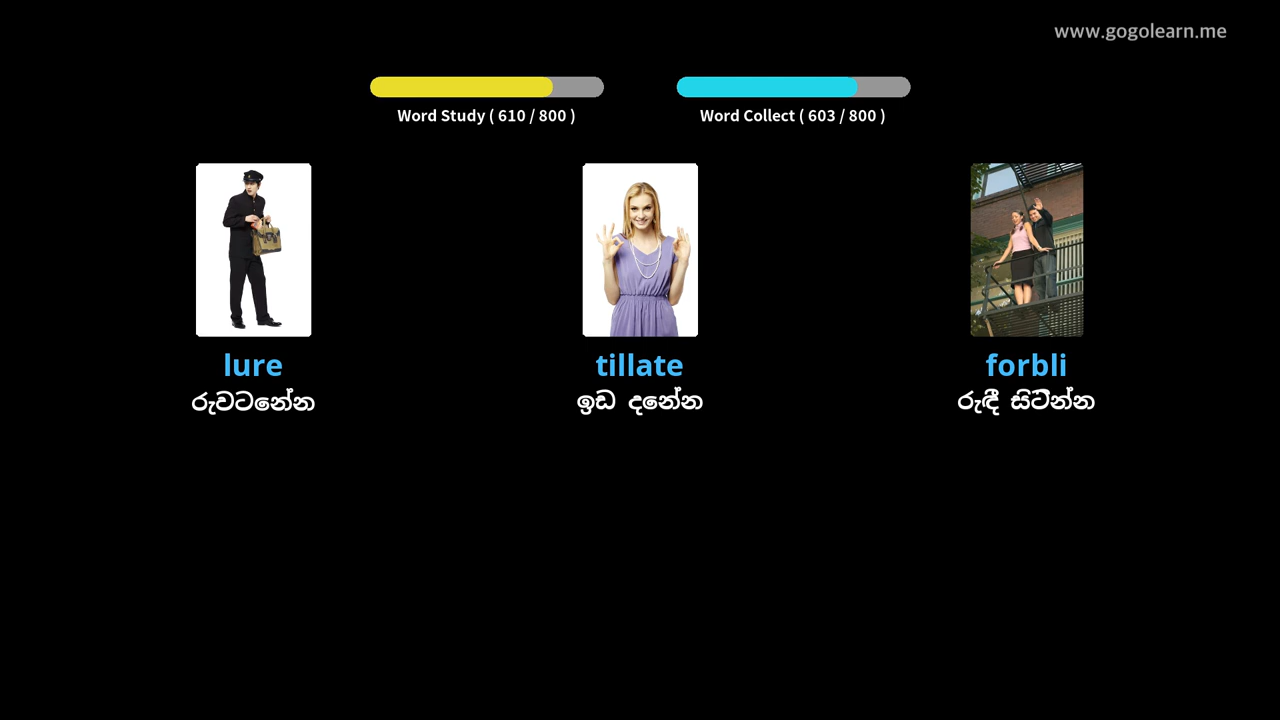 www.gogolearn.me
Word Study ( 610 / 800 )
Word Collect ( 603 / 800 )
lure
රුවටනේන
tillate
ඉඩ දනේන
forbli
රුඳී සිටින්න